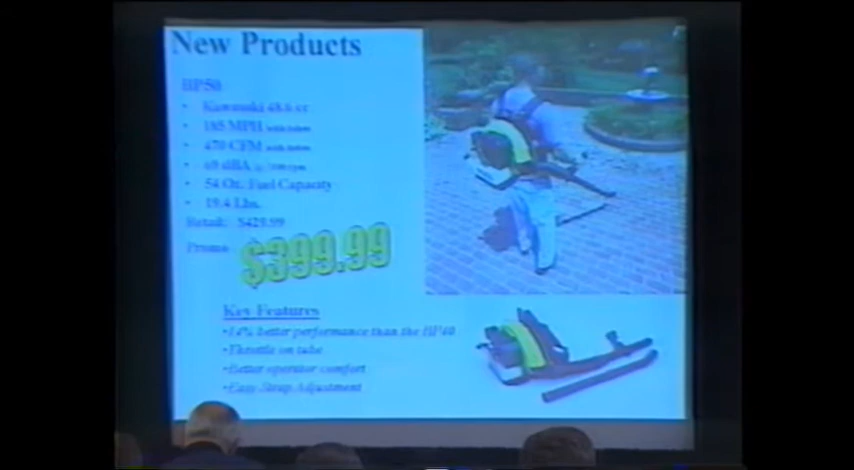 New Products
BP50
• Kawasaki 48.6 cc
• 185 MPH
• 470 CFM
• 69 dBA
• 54 Oz. Fuel Capacity
• 19.4 Lbs.
Retail: $429.99
Promo $399.99
Key Features
•14% better performance than the BP40
•Throttle on tube
•Better operator comfort
•Easy Strap Adjustment